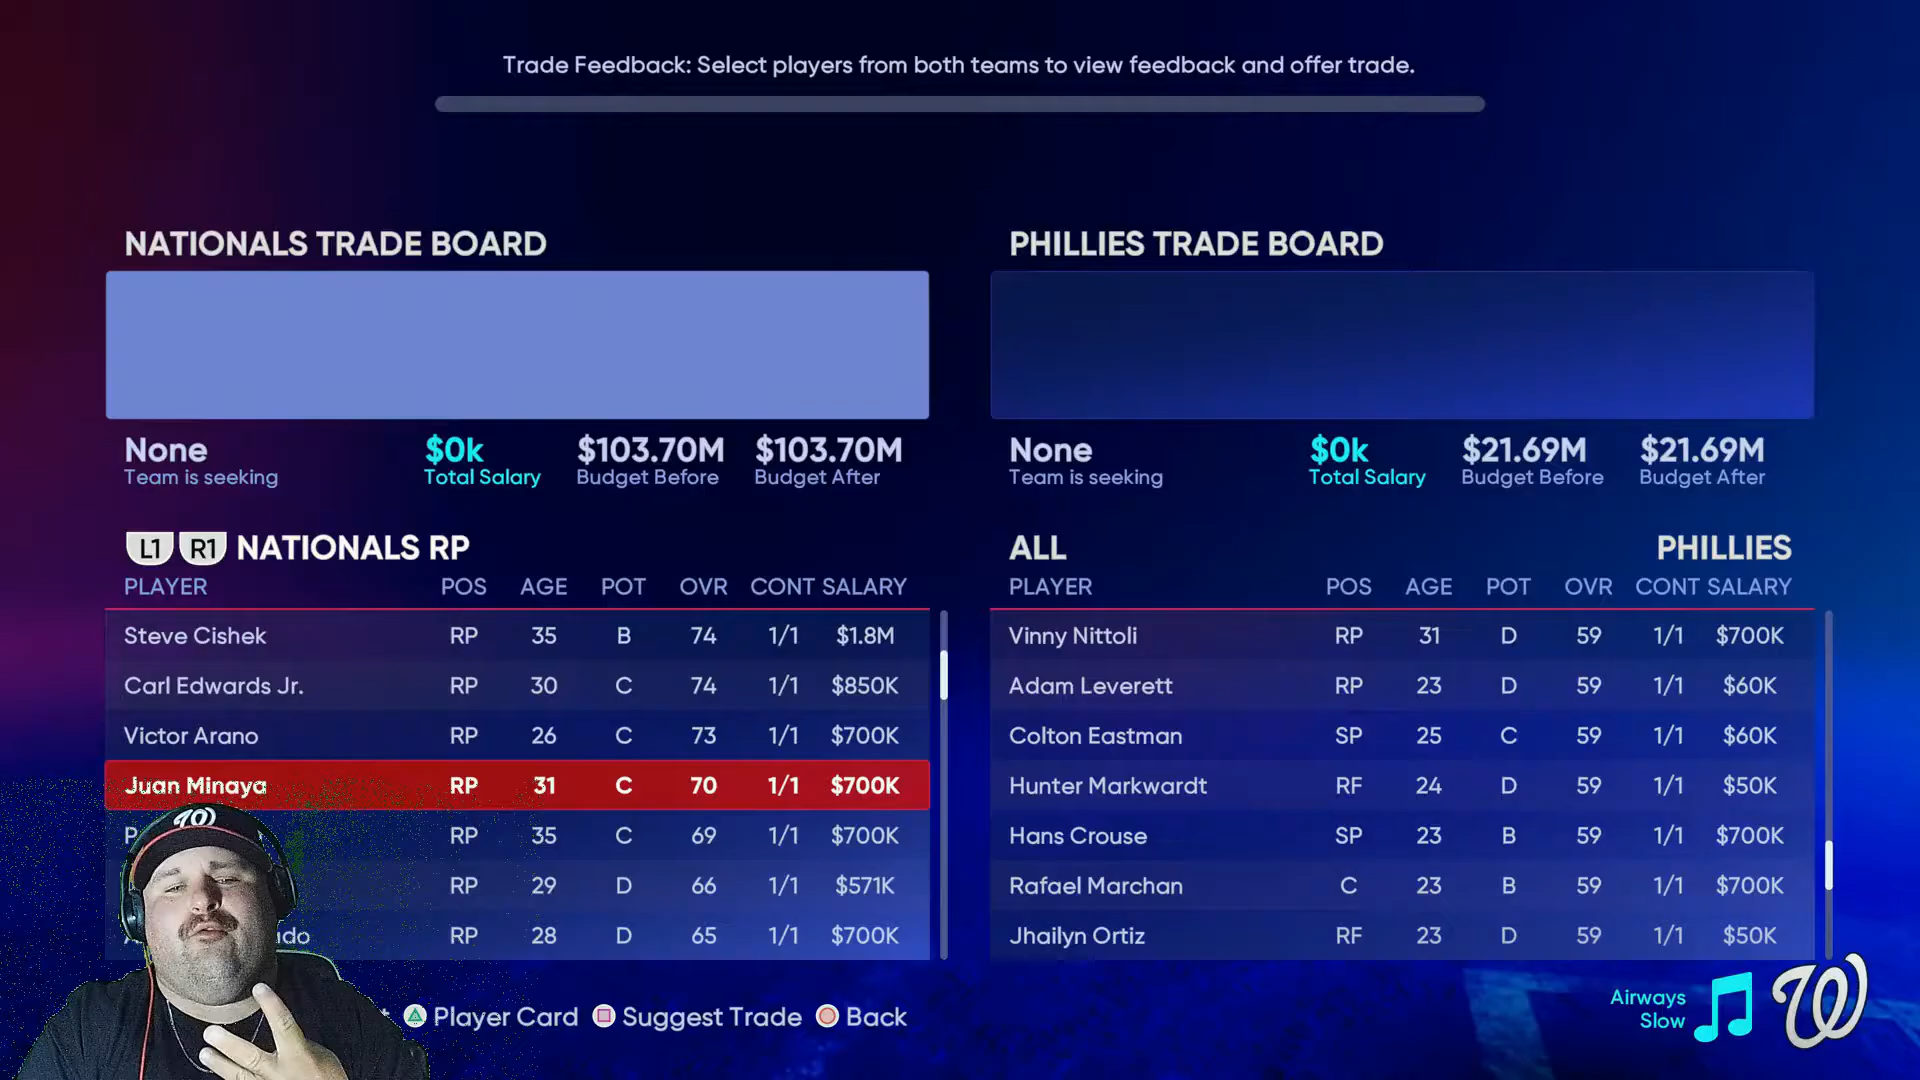 Trade Feedback: Select players from both teams to view feedback and offer trade.
NATIONALS TRADE BOARD
None
Team is seeking
$0k
Total Salary
$103.70M
Budget Before
$103.70M
Budget After
PHILLIES TRADE BOARD
None
Team is seeking
$0k
Total Salary
$21.69M
Budget Before
$21.69M
Budget After
L1 R1 NATIONALS RP
PLAYER POS AGE POT OVR CONT SALARY
Steve Cishek RP 35 B 74 1/1 $1.8M
Carl Edwards Jr. RP 30 C 74 1/1 $850K
Victor Arano RP 26 C 73 1/1 $700K
Juan Minaya RP 31 C 70 1/1 $700K
RP 35 C 69 1/1 $700K
RP 29 D 66 1/1 $571K
RP 28 D 65 1/1 $700K
ALL PHILLIES
PLAYER POS AGE POT OVR CONT SALARY
Vinny Nittoli RP 31 D 59 1/1 $700K
Adam Leverett RP 23 D 59 1/1 $60K
Colton Eastman SP 25 C 59 1/1 $60K
Hunter Markwardt RF 24 D 59 1/1 $50K
Hans Crouse SP 23 B 59 1/1 $700K
Rafael Marchan C 23 B 59 1/1 $700K
Jhailyn Ortiz RF 23 D 59 1/1 $50K
Player Card Suggest Trade Back
Airways
Slow
W
W